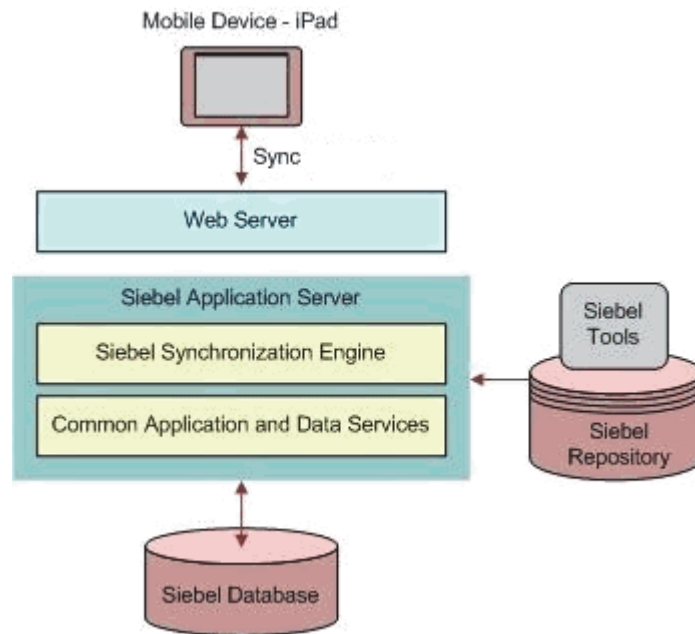 Mobile Device - iPad
Sync
Web Server
Siebel Application Server
Siebel Synchronization Engine
Common Application and Data Services
Siebel
Tools
Siebel
Repository
Siebel Database